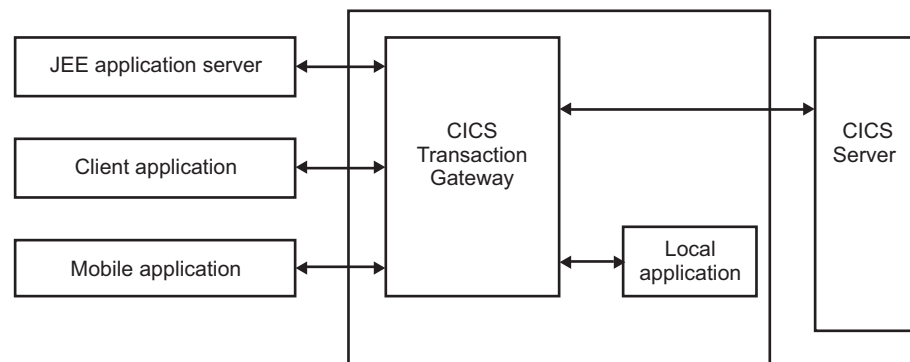 JEE application server
Client application
Mobile application
CICS
Transaction
Gateway
Local
application
CICS
Server